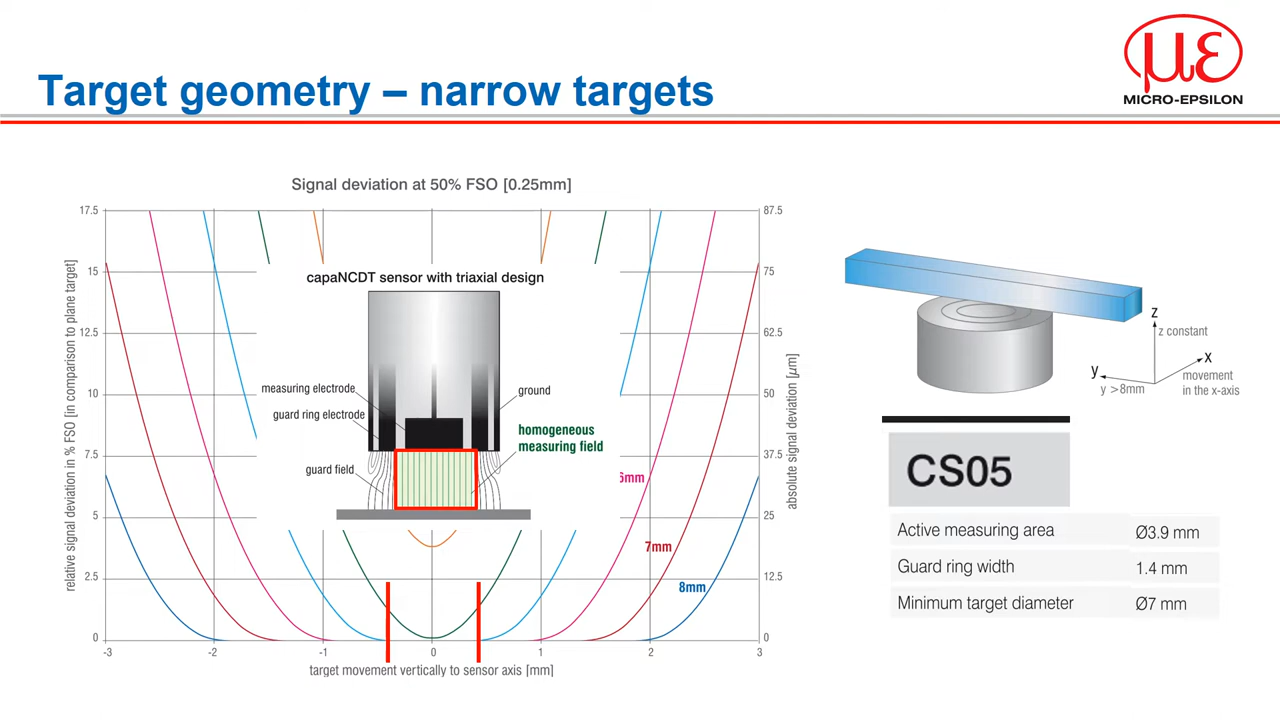 Target geometry – narrow targets
με
MICRO-EPSILON
Signal deviation at 50% FSO [0.25mm]
relative signal deviation in % FSO [in comparison to plane target]
17.5
15
12.5
10
7.5
5
2.5
0
-3
-2
-1
0
1
2
3
target movement vertically to sensor axis [mm]
87.5
75
62.5
50
37.5
25
12.5
0
absolute signal deviation [μm]
capaNCDT sensor with triaxial design
measuring electrode
guard ring electrode
guard field
ground
homogeneous
measuring field
6mm
7mm
8mm
z
z constant
x
movement
in the x-axis
y
y >8mm
CS05
Active measuring area Ø3.9 mm
Guard ring width 1.4 mm
Minimum target diameter Ø7 mm